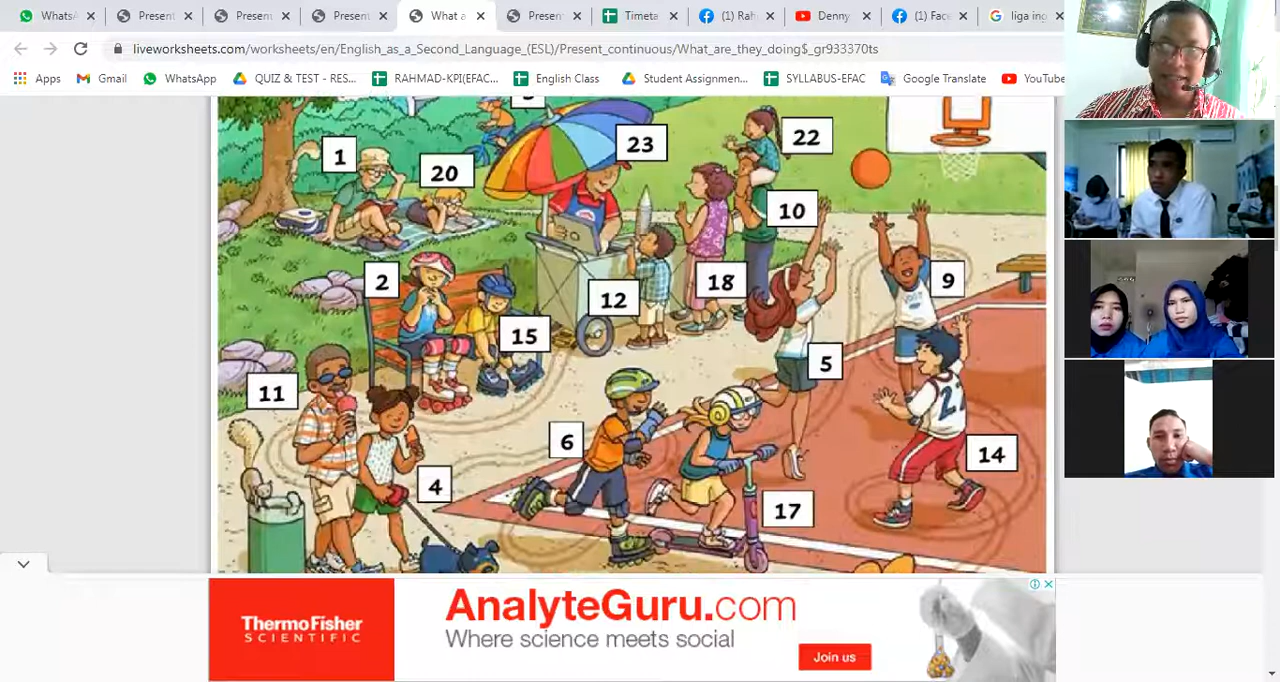 WhatsA
Present
Present
Present
What a
Present
Timeta
(1) Rah
Denny
(1) Face
liga ing
liveworksheets.com/worksheets/en/English_as_a_Second_Language_(ESL)/Present_continuous/What_are_they_doing$_gr933370ts
Apps
Gmail
WhatsApp
QUIZ & TEST - RES...
RAHMAD-KPI(EFAC...
English Class
Student Assignmen...
SYLLABUS-EFAC
Google Translate
YouTube
1
20
23
22
10
2
12
18
9
15
5
11
6
14
4
17
ThermoFisher
SCIENTIFIC
AnalyteGuru.com
Where science meets social
Join us